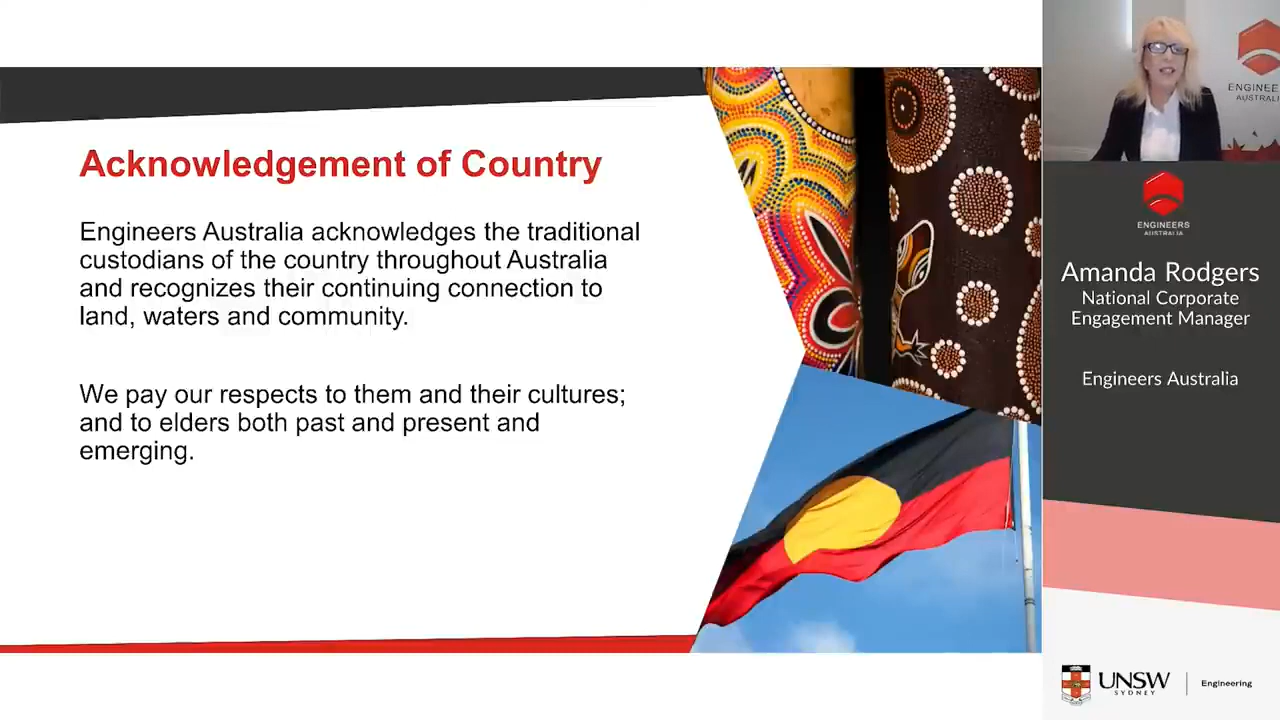 Acknowledgement of Country
Engineers Australia acknowledges the traditional
custodians of the country throughout Australia
and recognizes their continuing connection to
land, waters and community.
We pay our respects to them and their cultures;
and to elders both past and present and
emerging.
ENGINEE
AUSTRALI
ENGINEERS
AUSTRALIA
Amanda Rodgers
National Corporate
Engagement Manager
Engineers Australia
UNSW
SYDNEY
Engineering